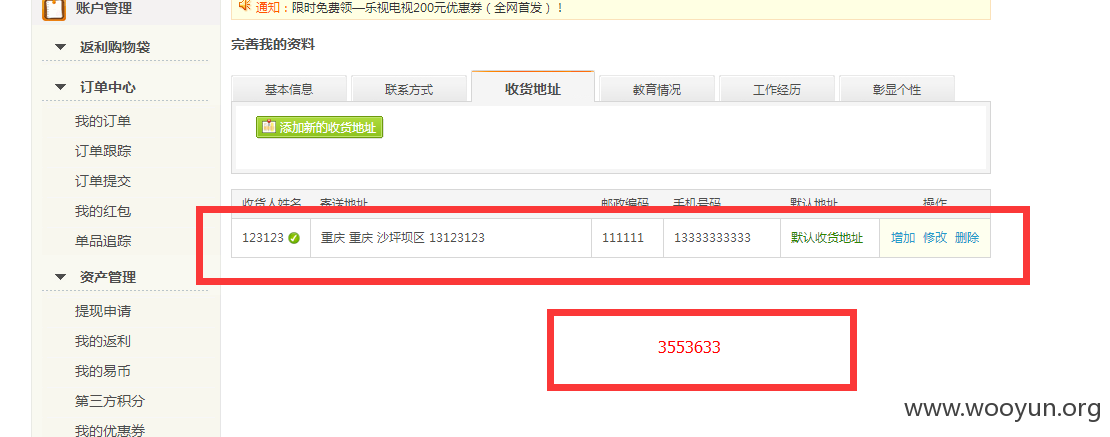 账户管理
通知：限时免费领—乐视电视200元优惠券（全网首发）！
返利购物袋
订单中心
我的订单
订单跟踪
订单提交
我的红包
单品追踪
资产管理
提现申请
我的返利
我的易币
第三方积分
我的优惠券
完善我的资料
基本信息 联系方式 收货地址 教育情况 工作经历 彰显个性
添加新的收货地址
收货人姓名 寄送地址 邮政编码 手机号码 默认地址 操作
123123 重庆 重庆 沙坪坝区 13123123 111111 13333333333 默认收货地址 增加 修改 删除
3553633
www.wooyun.org